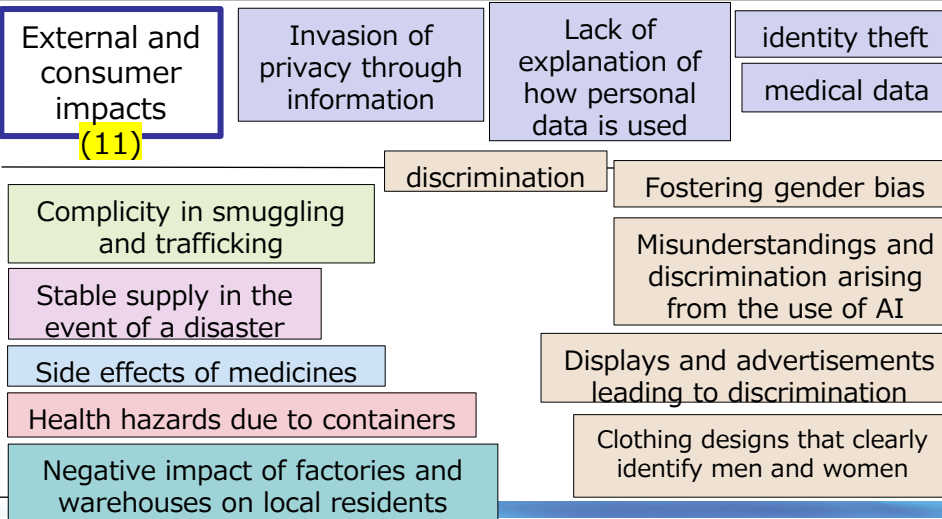 External and
consumer
impacts
(11)
Invasion of
privacy through
information
Lack of
explanation of
how personal
data is used
identity theft
medical data
discrimination
Fostering gender bias
Complicity in smuggling
and trafficking
Misunderstandings and
discrimination arising
from the use of AI
Stable supply in the
event of a disaster
Side effects of medicines
Displays and advertisements
leading to discrimination
Health hazards due to containers
Clothing designs that clearly
identify men and women
Negative impact of factories and
warehouses on local residents